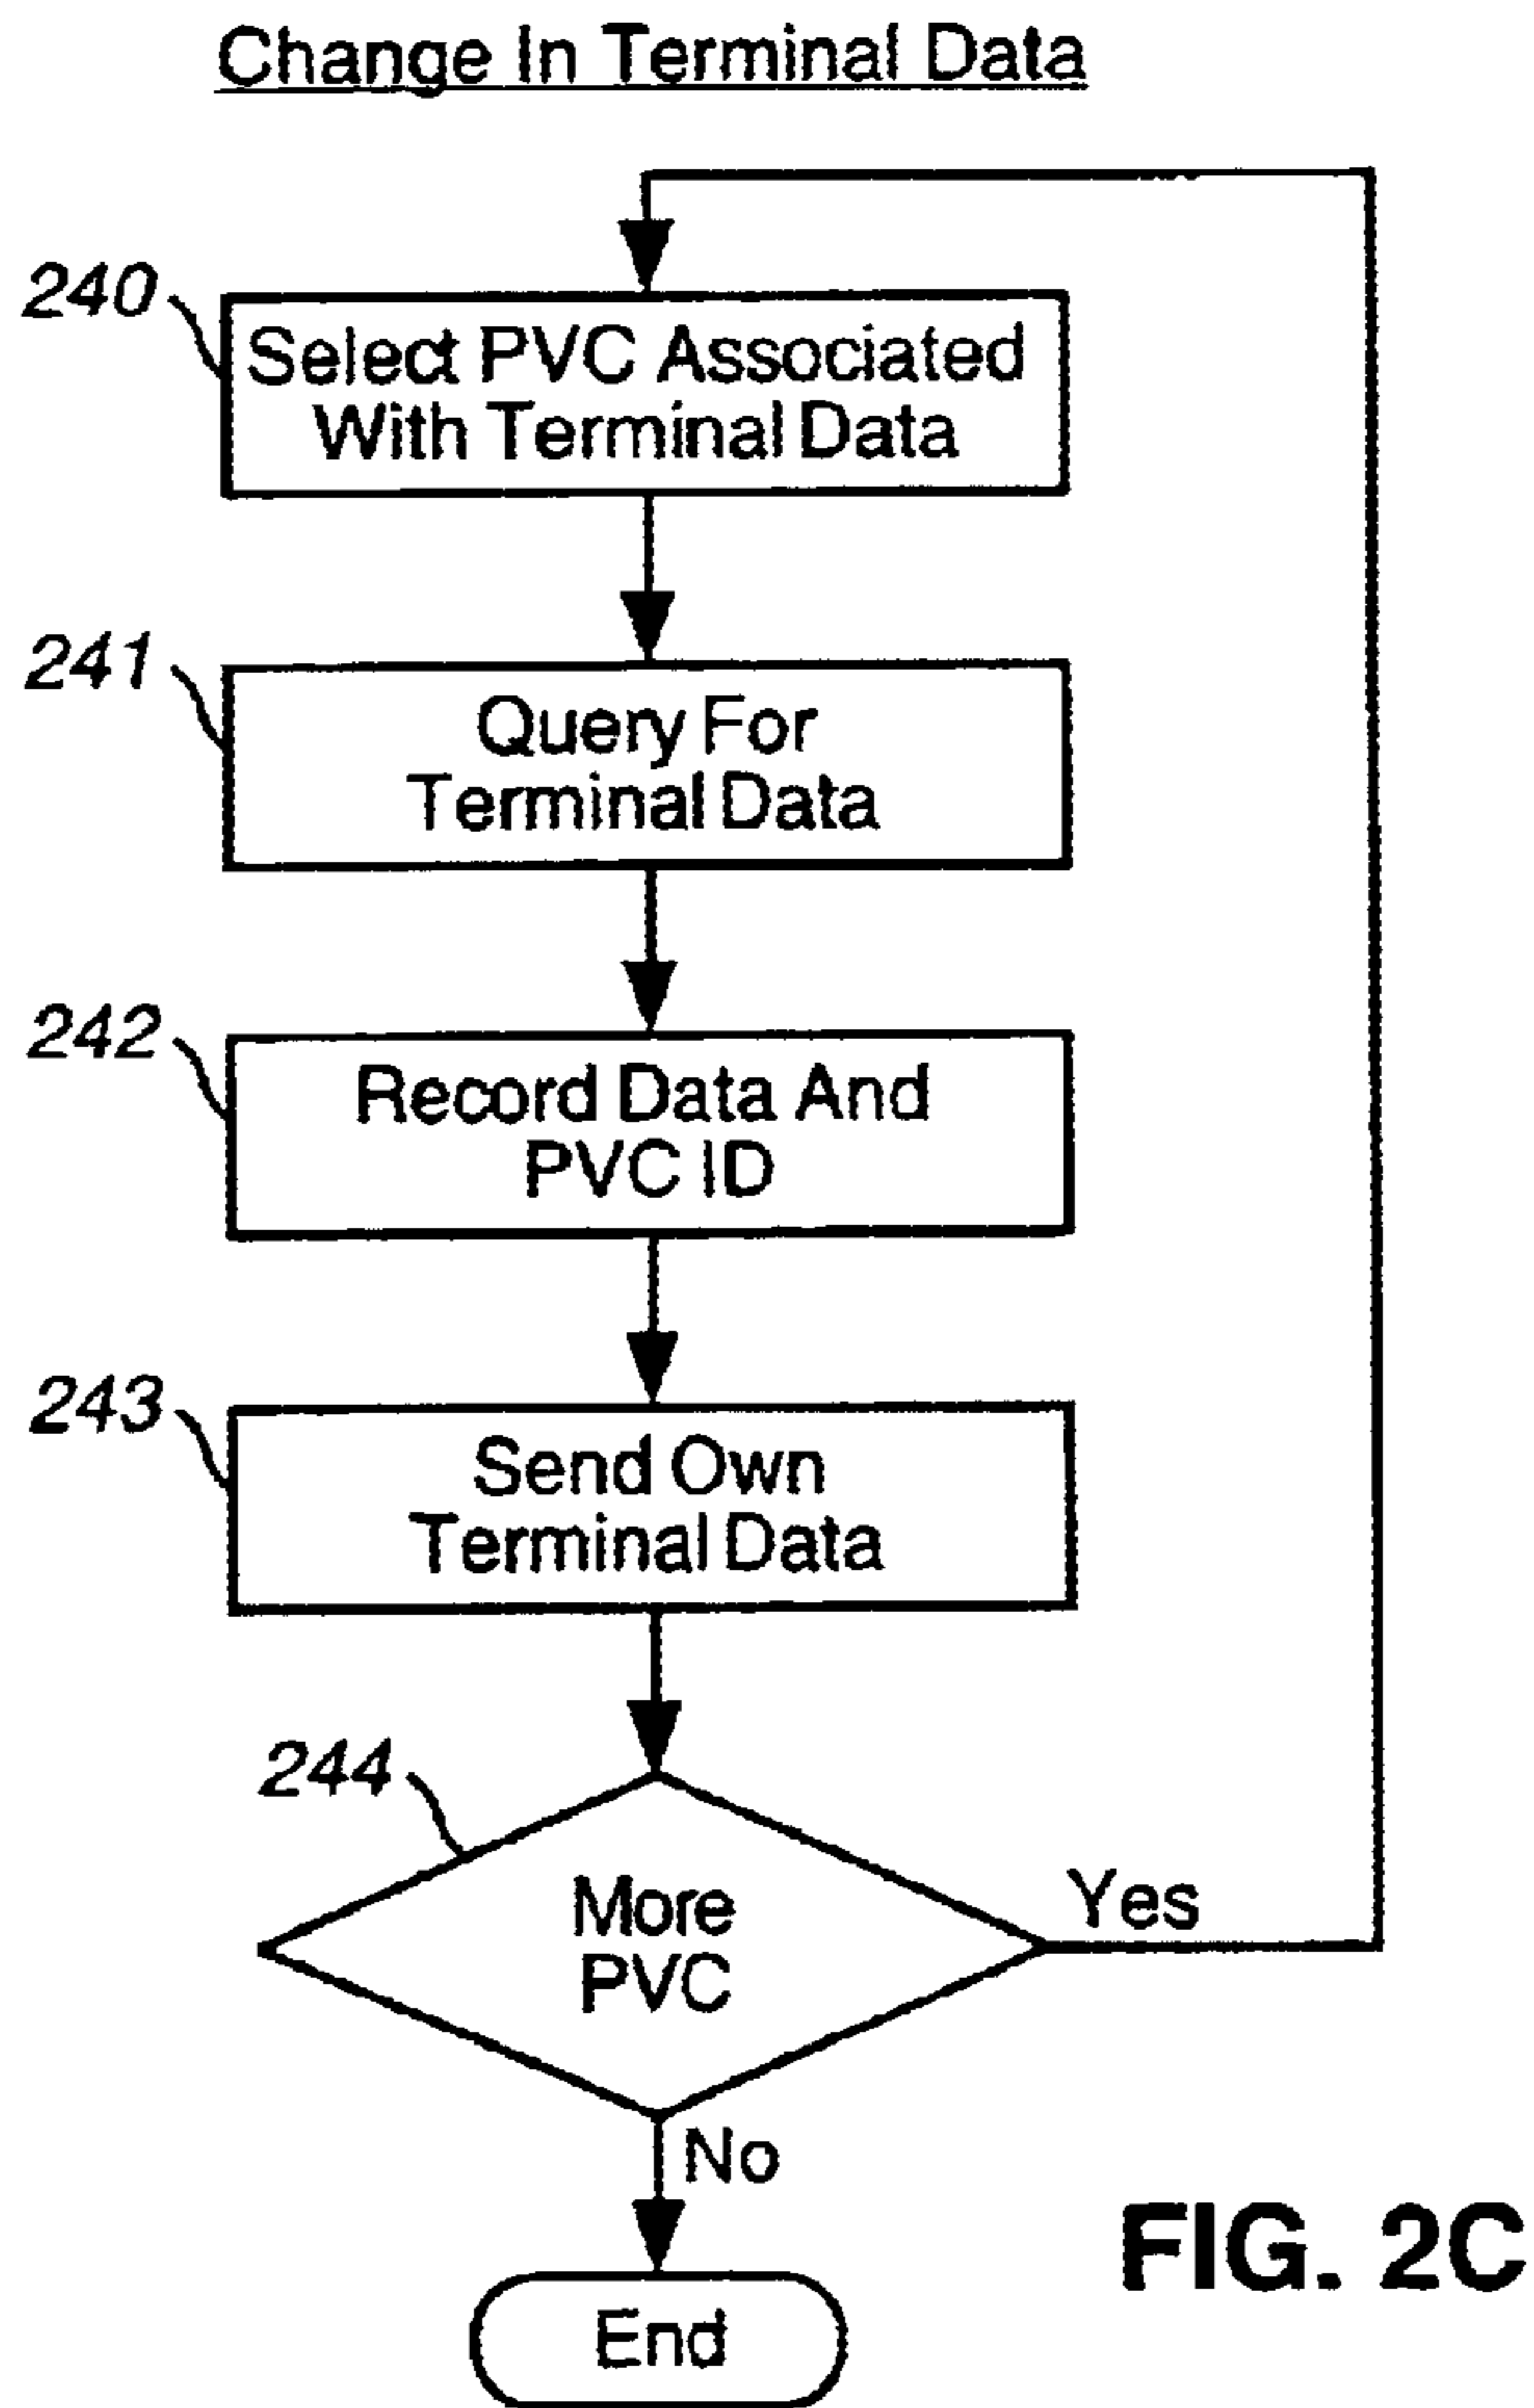 Change In Terminal Data
240
Select PVC Associated
With Terminal Data
241
Query For
Terminal Data
242
Record Data And
PVC ID
243
Send Own
Terminal Data
244
More
PVC
Yes
No
End
FIG. 2C